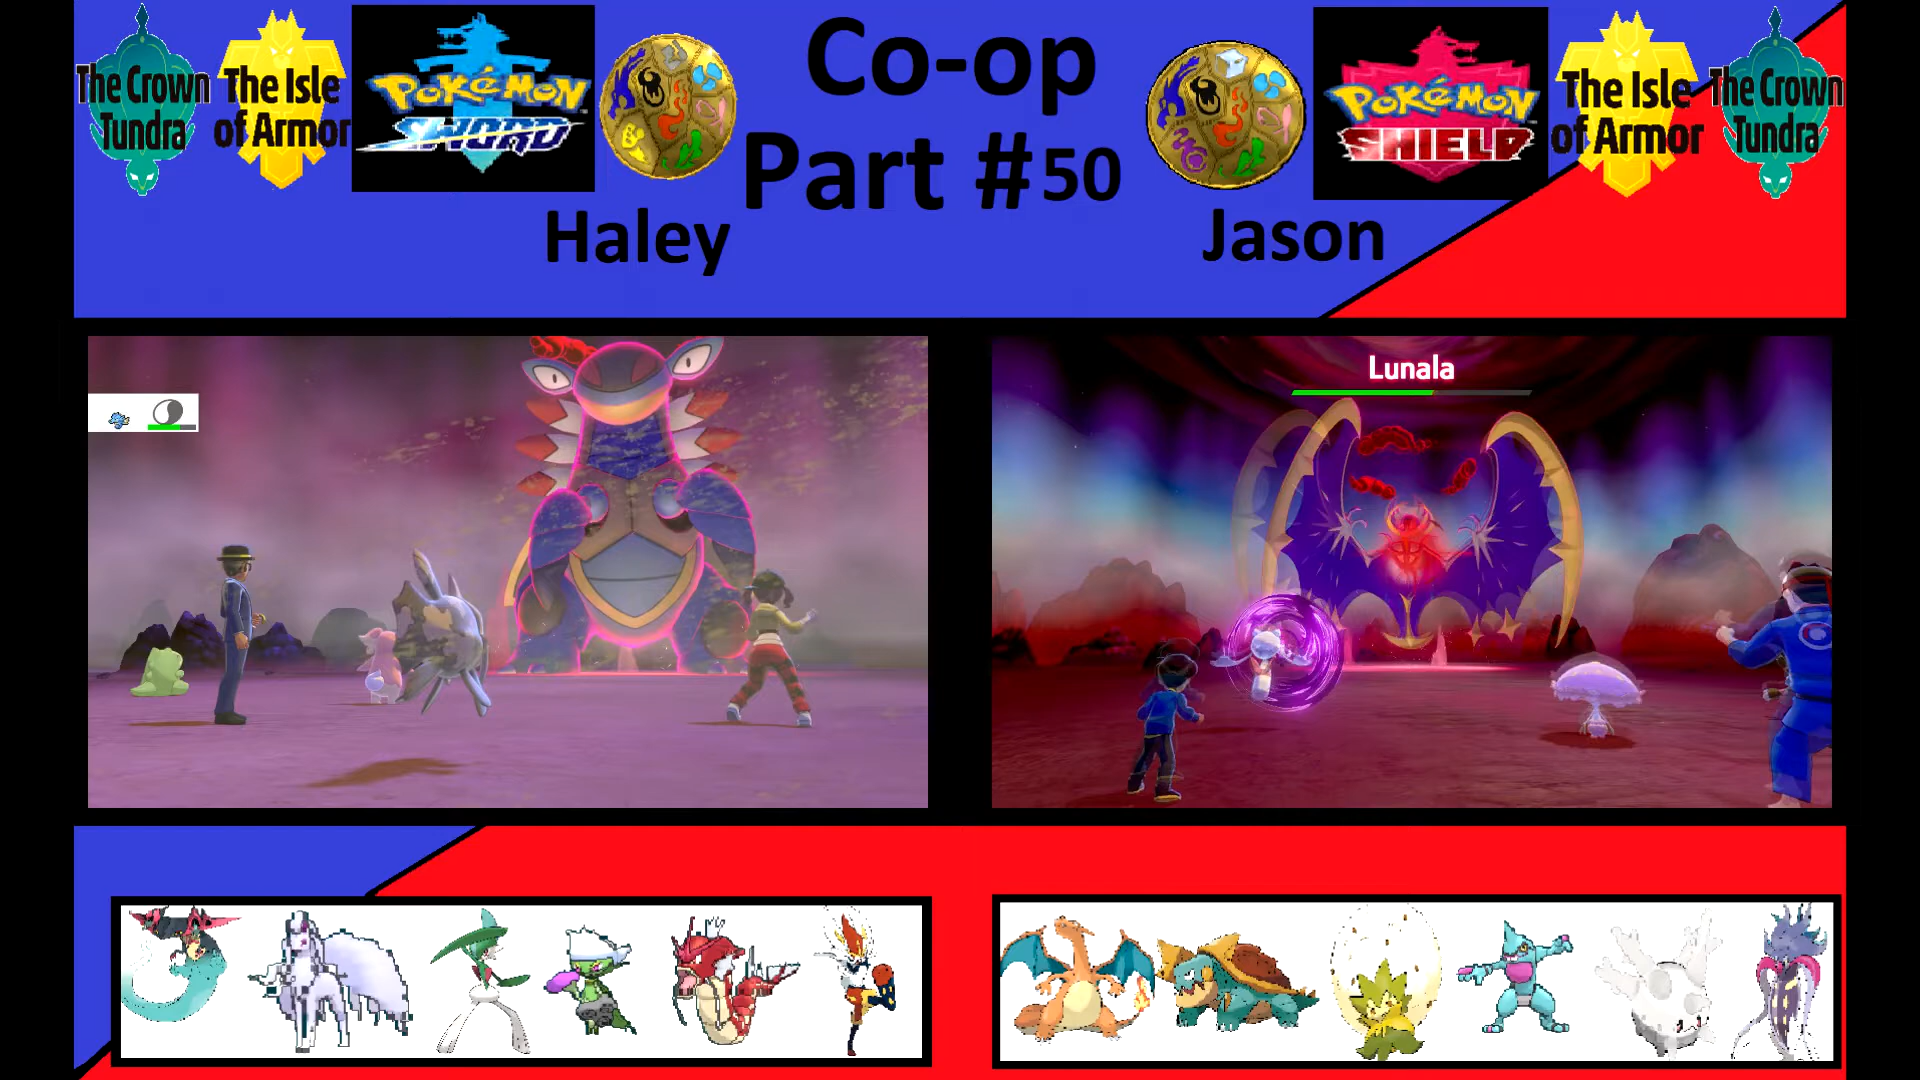 The Crown
Tundra
The Isle
of Armor
POKéMON
SWORD
Co-op
Part #50
POKéMON
SHIELD
The Isle
of Armor
The Crown
Tundra
Haley
Jason
Lunala